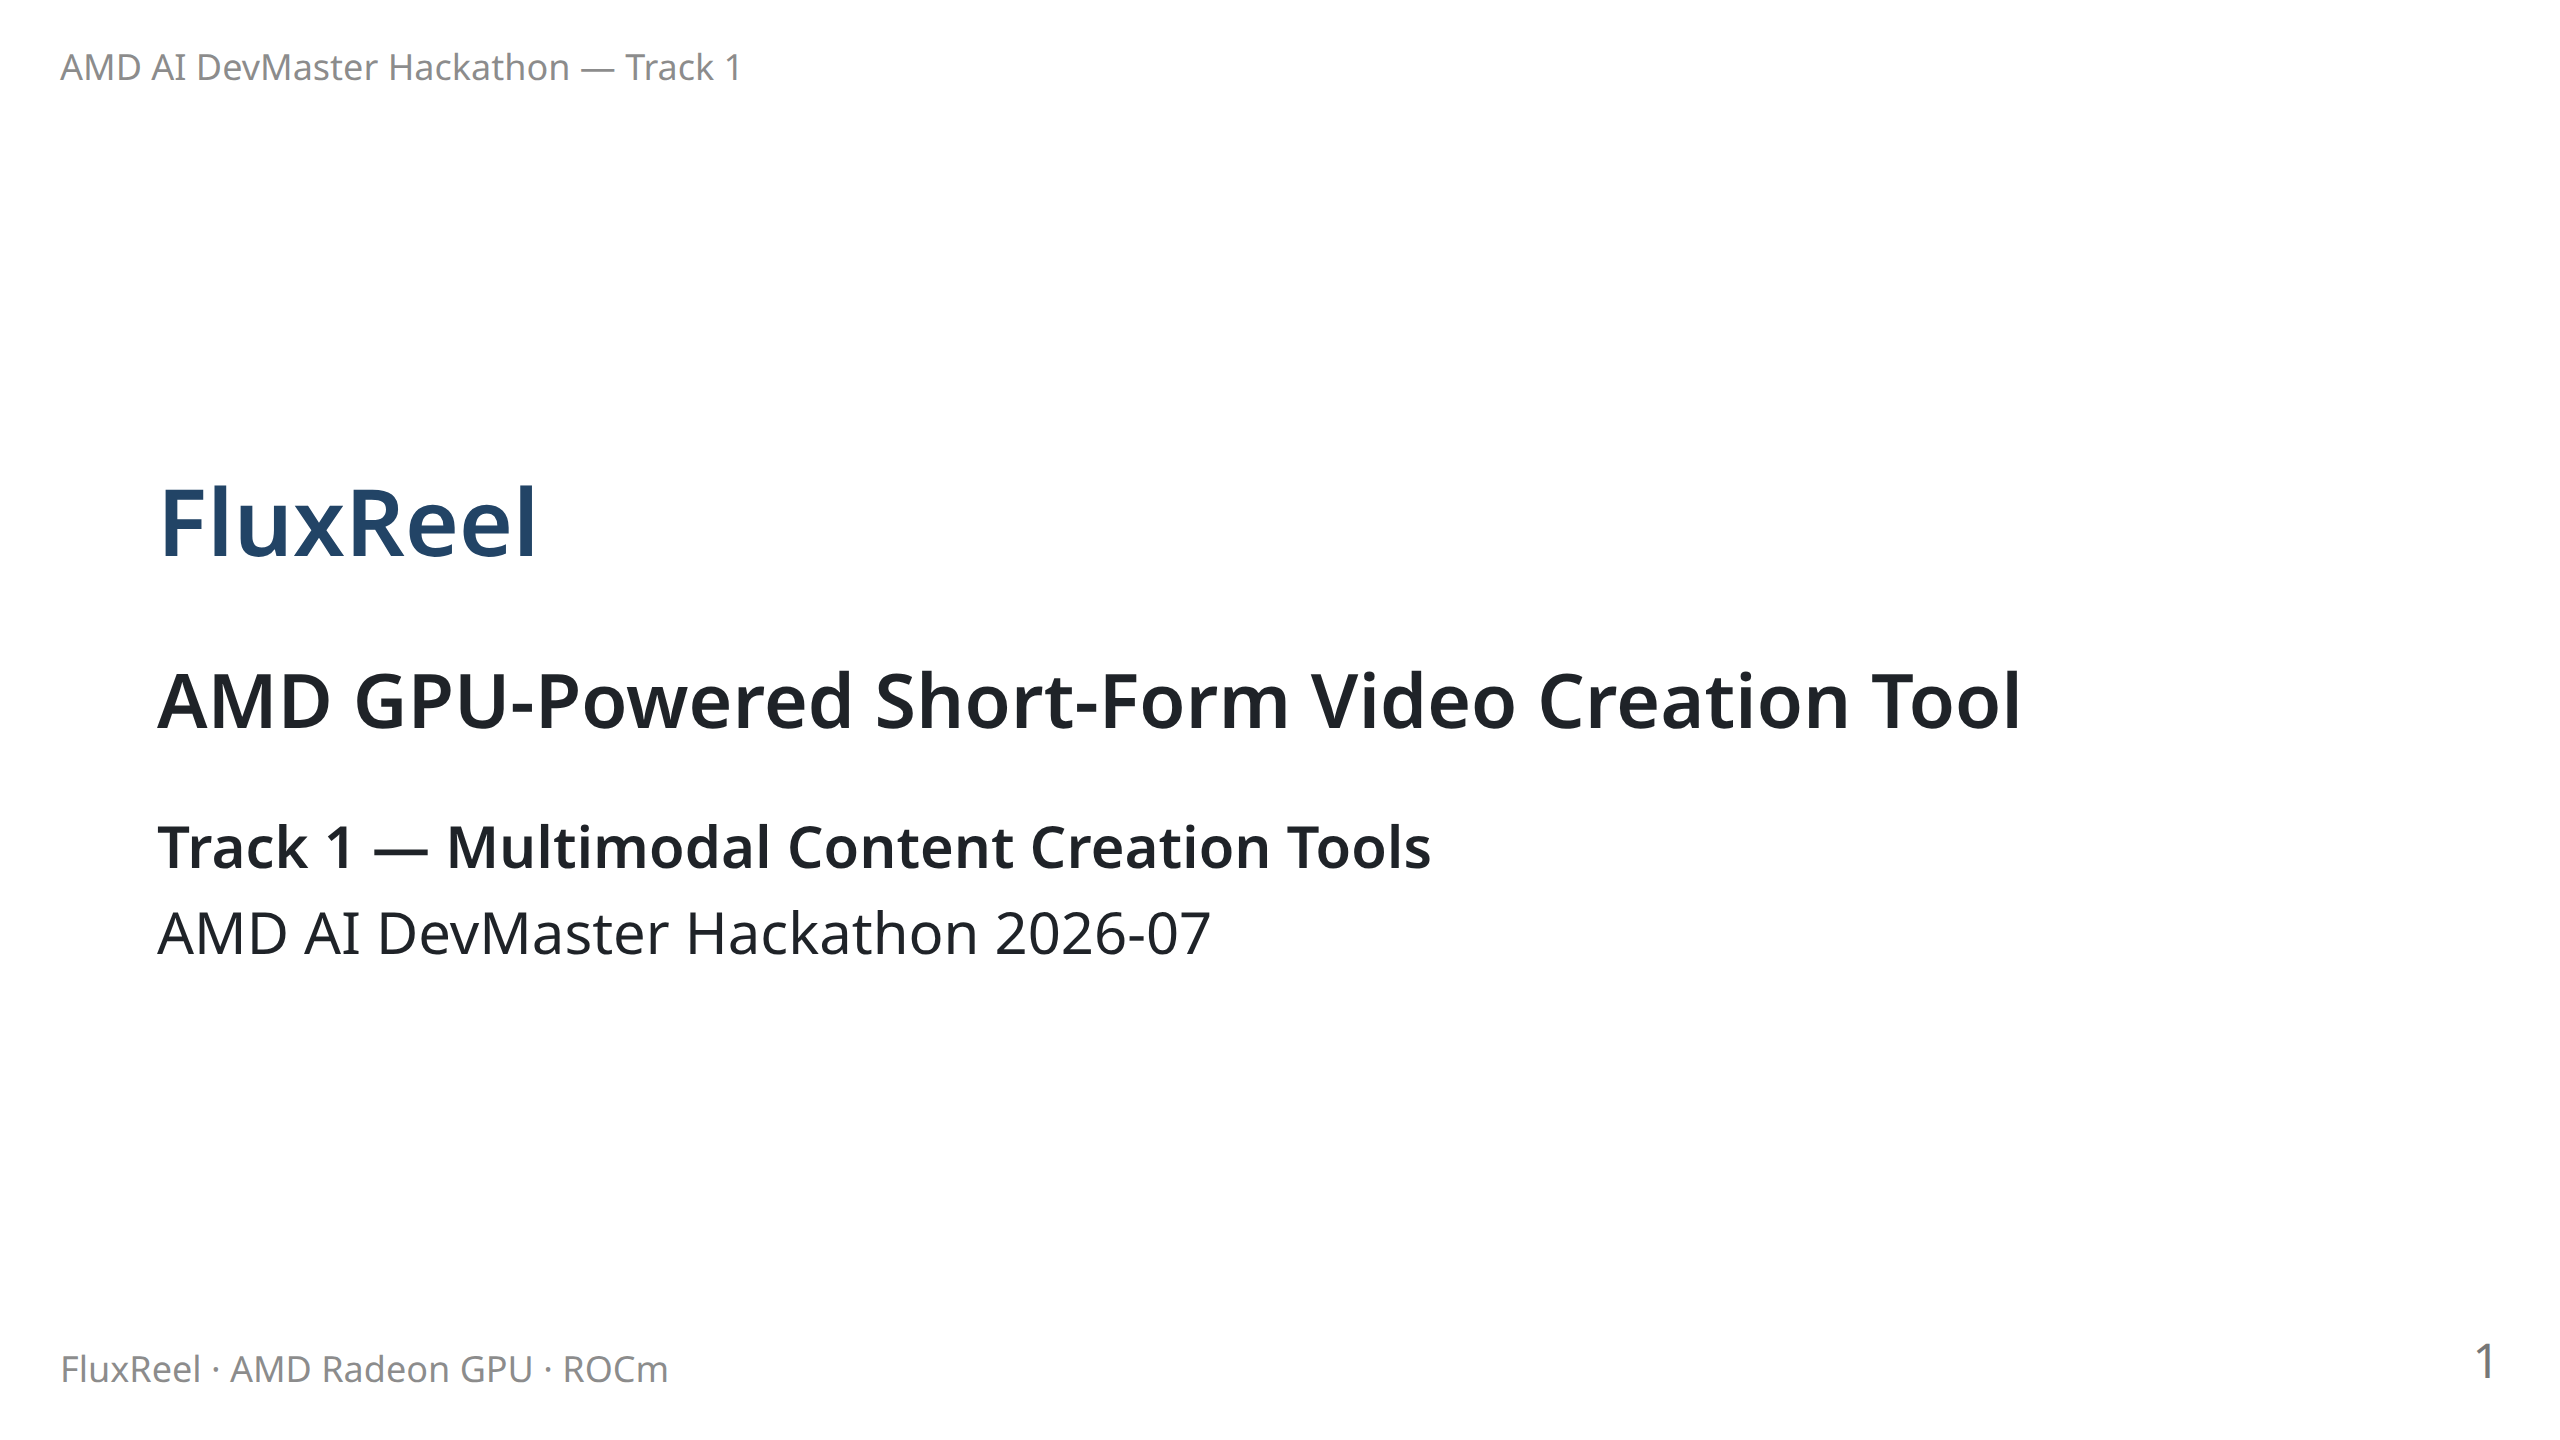 AMD AI DevMaster Hackathon — Track 1
FluxReel
AMD GPU-Powered Short-Form Video Creation Tool
Track 1 — Multimodal Content Creation Tools
AMD AI DevMaster Hackathon 2026-07
FluxReel · AMD Radeon GPU · ROCm
1